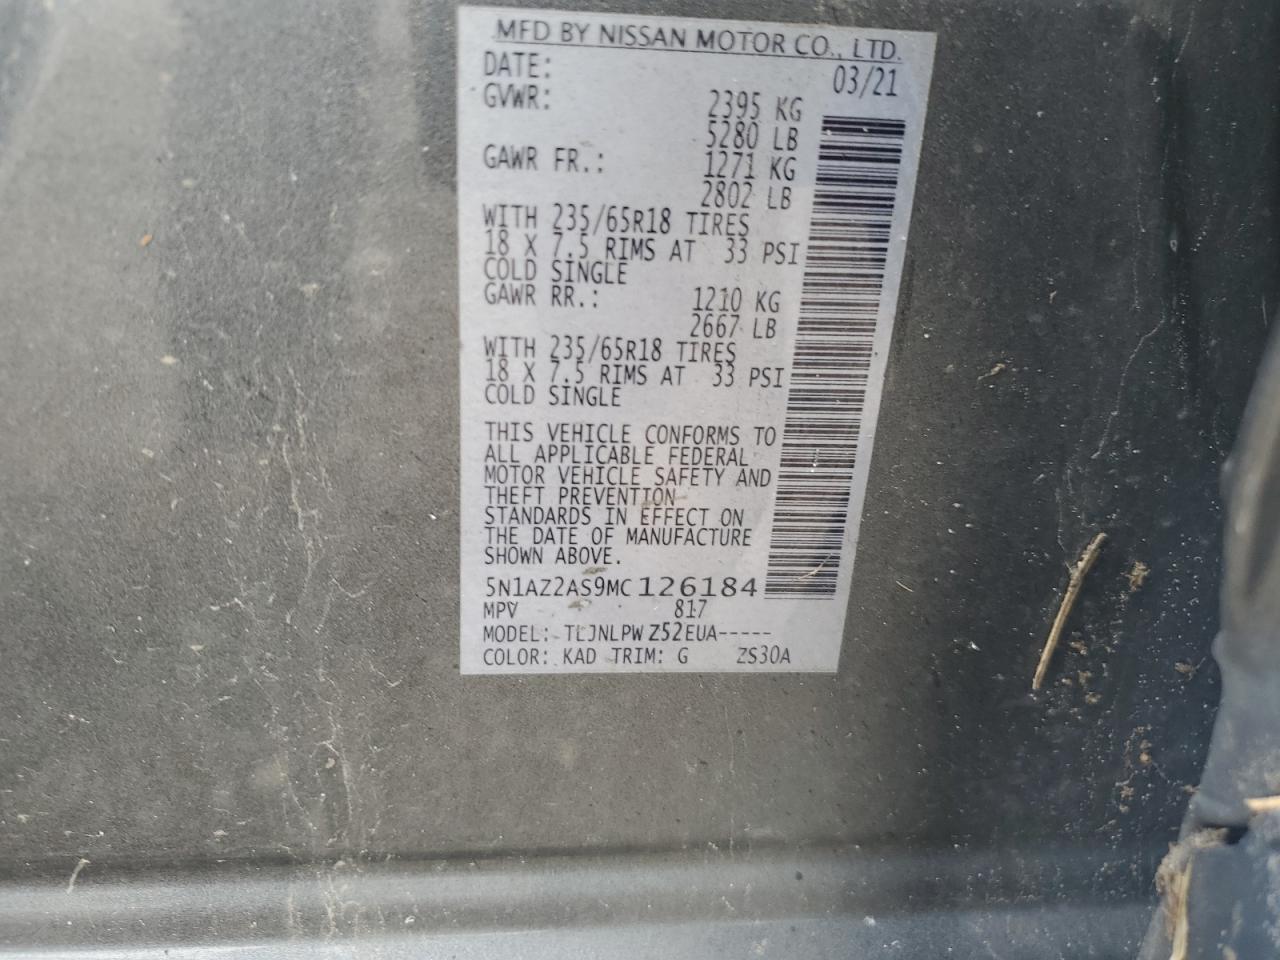 MFD BY NISSAN MOTOR CO., LTD.
DATE: 03/21
GVWR: 2395 KG
5280 LB
GAWR FR.: 1271 KG
2802 LB
WITH 235/65R18 TIRES
18 X 7.5 RIMS AT 33 PSI
COLD SINGLE
GAWR RR.: 1210 KG
2667 LB
WITH 235/65R18 TIRES
18 X 7.5 RIMS AT 33 PSI
COLD SINGLE
THIS VEHICLE CONFORMS TO
ALL APPLICABLE FEDERAL
MOTOR VEHICLE SAFETY AND
THEFT PREVENTION
STANDARDS IN EFFECT ON
THE DATE OF MANUFACTURE
SHOWN ABOVE.
5N1AZ2AS9MC126184
MPV 817
MODEL: TLJNLPWZ52EUA-----
COLOR: KAD TRIM: G ZS30A